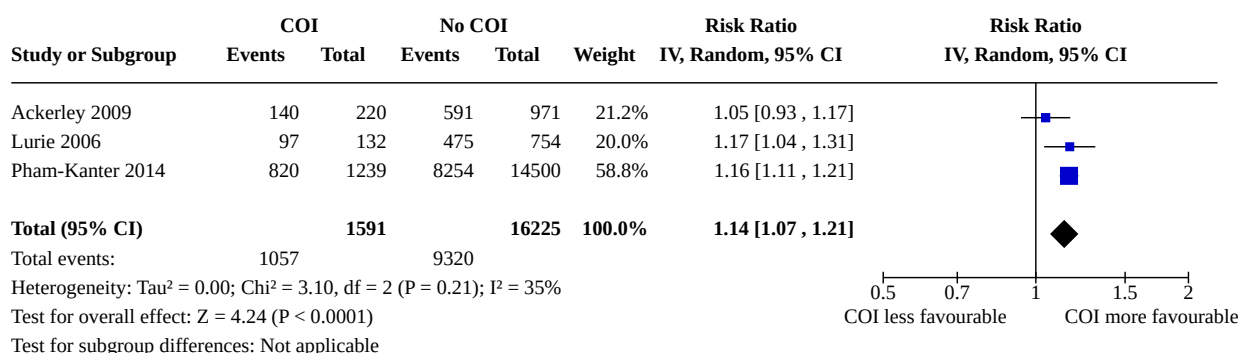 COI No COI Risk Ratio Risk Ratio
Study or Subgroup Events Total Events Total Weight IV, Random, 95% CI IV, Random, 95% CI
Ackerley 2009 140 220 591 971 21.2% 1.05 [0.93 , 1.17]
Lurie 2006 97 132 475 754 20.0% 1.17 [1.04 , 1.31]
Pham-Kanter 2014 820 1239 8254 14500 58.8% 1.16 [1.11 , 1.21]
Total (95% CI) 1591 16225 100.0% 1.14 [1.07 , 1.21]
Total events: 1057 9320
Heterogeneity: Tau² = 0.00; Chi² = 3.10, df = 2 (P = 0.21); I² = 35%
0.5 0.7 1 1.5 2
Test for overall effect: Z = 4.24 (P < 0.0001)
COI less favourable COI more favourable
Test for subgroup differences: Not applicable